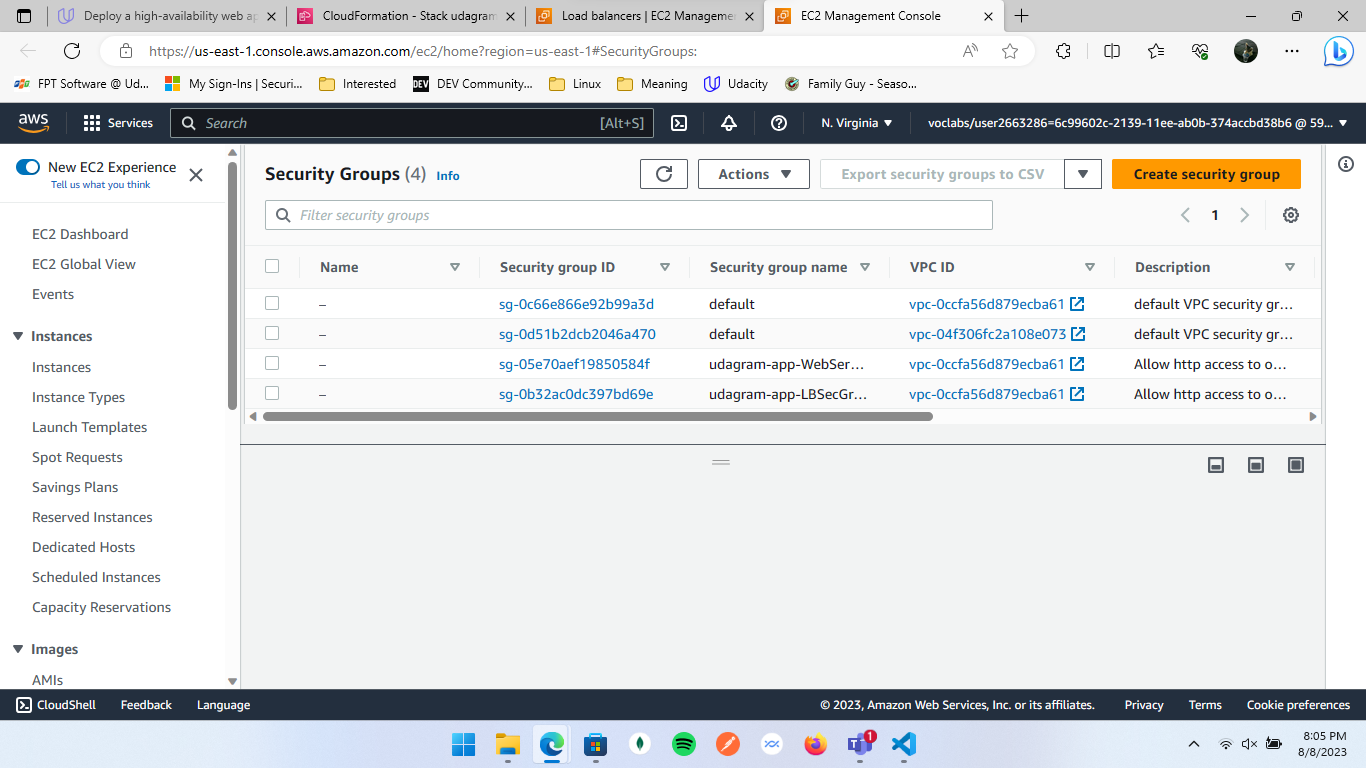 Deploy a high-availability web ap
CloudFormation - Stack udagram
Load balancers | EC2 Manageme
EC2 Management Console
https://us-east-1.console.aws.amazon.com/ec2/home?region=us-east-1#SecurityGroups:
FPT Software @ Ud...
My Sign-Ins | Securi...
Interested
DEV
DEV Community...
Linux
Meaning
Udacity
Family Guy - Seaso...
aws
Services
Search
[Alt+S]
N. Virginia
voclabs/user2663286=6c99602c-2139-11ee-ab0b-374accbd38b6 @ 59...
New EC2 Experience
Tell us what you think
EC2 Dashboard
EC2 Global View
Events
Instances
Instances
Instance Types
Launch Templates
Spot Requests
Savings Plans
Reserved Instances
Dedicated Hosts
Scheduled Instances
Capacity Reservations
Images
AMIs
Security Groups (4) Info
Actions
Export security groups to CSV
Create security group
Filter security groups
1
Name Security group ID Security group name VPC ID Description
– sg-0c66e866e92b99a3d default vpc-0ccfa56d879ecba61 default VPC security gr...
– sg-0d51b2dcb2046a470 default vpc-04f306fc2a108e073 default VPC security gr...
– sg-05e70aef19850584f udagram-app-WebSer... vpc-0ccfa56d879ecba61 Allow http access to o...
– sg-0b32ac0dc397bd69e udagram-app-LBSecGr... vpc-0ccfa56d879ecba61 Allow http access to o...
CloudShell
Feedback
Language
© 2023, Amazon Web Services, Inc. or its affiliates.
Privacy
Terms
Cookie preferences
1
8:05 PM
8/8/2023